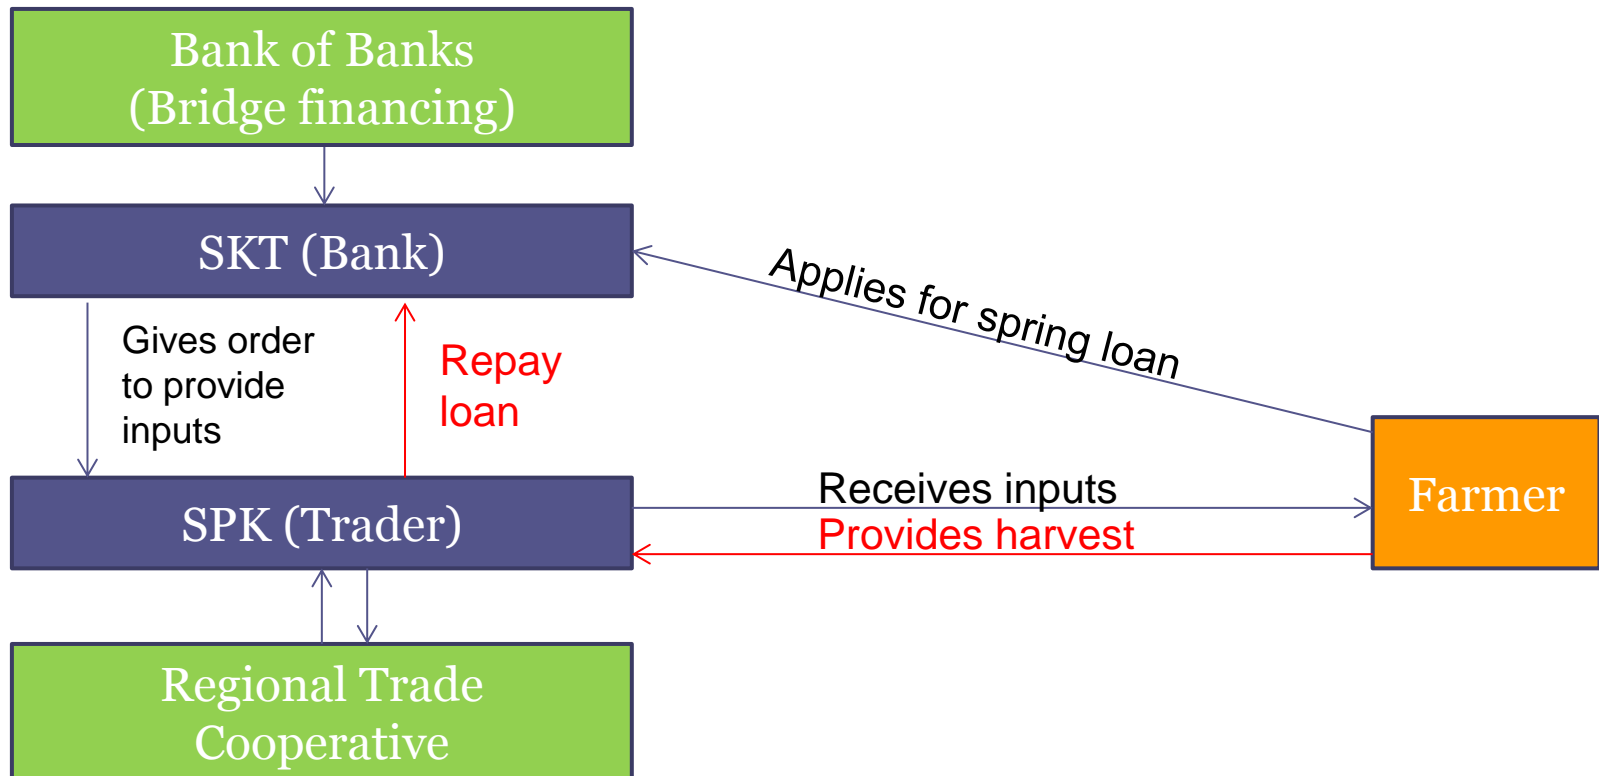 Bank of Banks
(Bridge financing)
SKT (Bank)
Applies for spring loan
Gives order
to provide
inputs
Repay
loan
SPK (Trader)
Receives inputs
Provides harvest
Farmer
Regional Trade
Cooperative